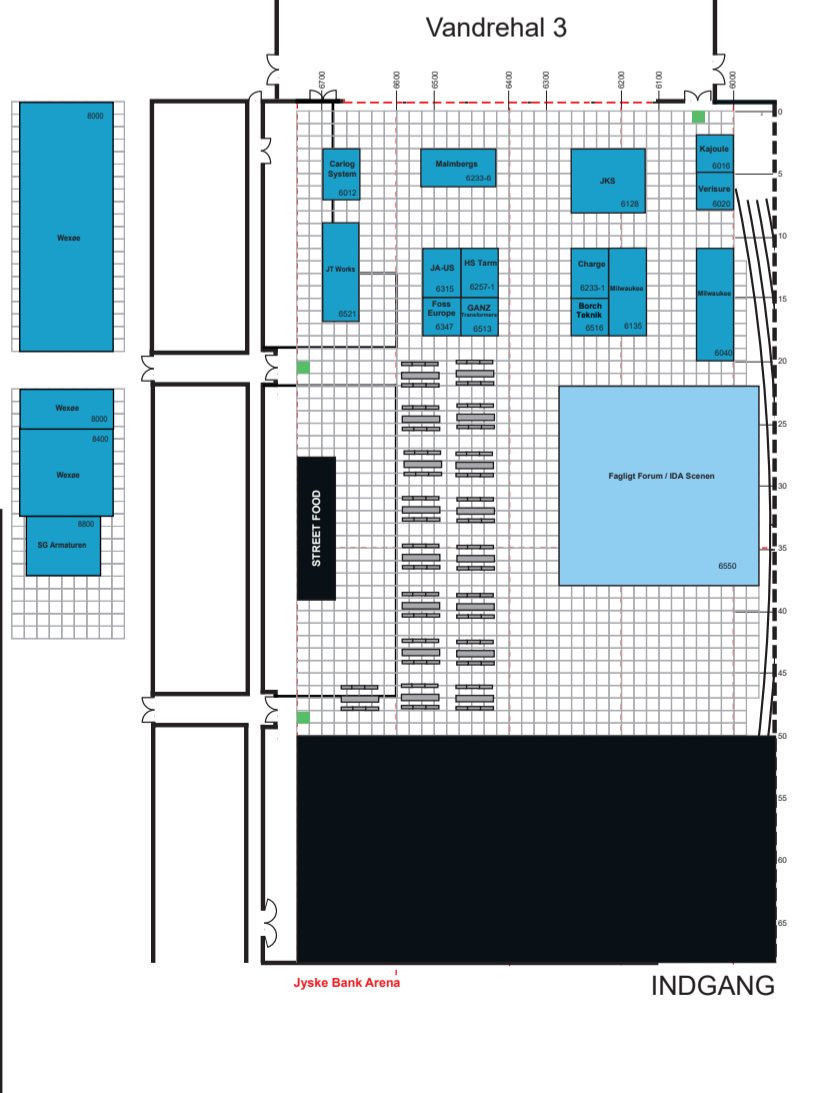 Vandrehal 3
6700
6600
6500
6400
6300
6200
6100
6000
0
5
10
15
20
25
30
35
40
45
50
55
60
65
8000
Wexøe
Wexøe
8000
8400
Wexøe
8800
SG Armaturen
Carlog
System
6012
Malmbergs
6233-6
JKS
6128
Kajoule
6016
Verisure
6020
JT Works
6521
JA-US
6315
HS Tarm
6257-1
Foss
Europe
6347
GANZ
Transformers
6513
Charge
6233-1
Borch
Teknik
6516
Milwaukee
6135
Milwaukee
6040
Fagligt Forum / IDA Scenen
6550
STREET FOOD
Jyske Bank Arena
INDGANG